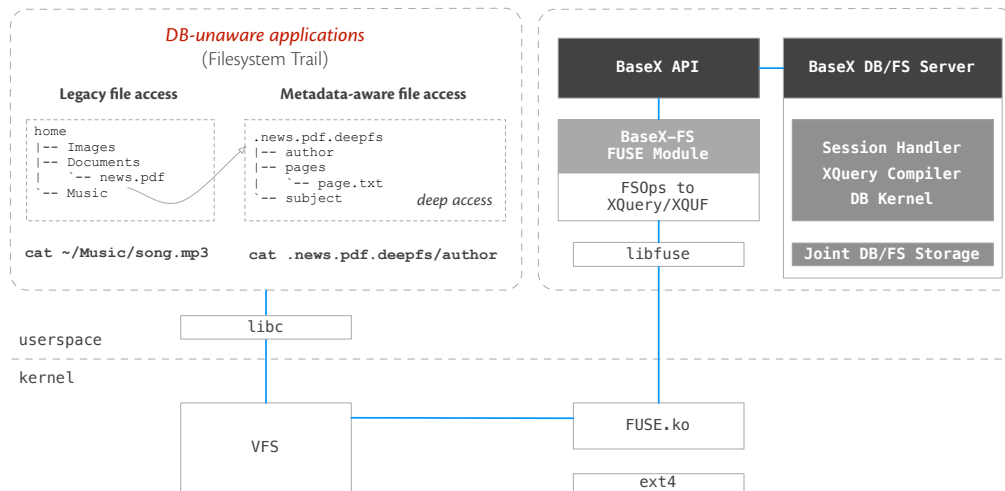 DB-unaware applications
(Filesystem Trail)
Legacy file access
home
|-- Images
|-- Documents
|   `-- news.pdf
`-- Music
cat ~/Music/song.mp3
Metadata-aware file access
.news.pdf.deepfs
|-- author
|-- pages
|   `-- page.txt
`-- subject
deep access
cat .news.pdf.deepfs/author
BaseX API
BaseX-FS
FUSE Module
FSOps to
XQuery/XQUF
libfuse
BaseX DB/FS Server
Session Handler
XQuery Compiler
DB Kernel
Joint DB/FS Storage
libc
userspace
kernel
VFS
FUSE.ko
ext4